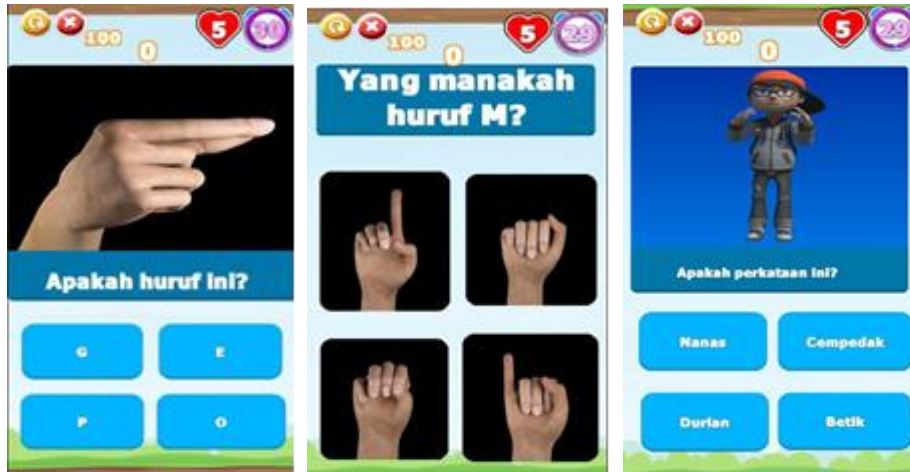 5
30
100
0
Apakah huruf ini?
G
E
P
O
5
29
100
0
Yang manakah
huruf M?
5
29
100
0
Apakah perkataan ini?
Nanas
Cempedak
Durian
Betik